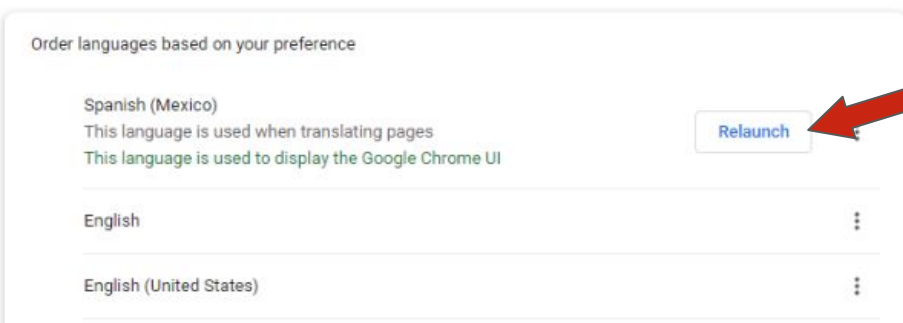 Order languages based on your preference
Spanish (Mexico)
This language is used when translating pages
Relaunch
This language is used to display the Google Chrome UI
English
English (United States)